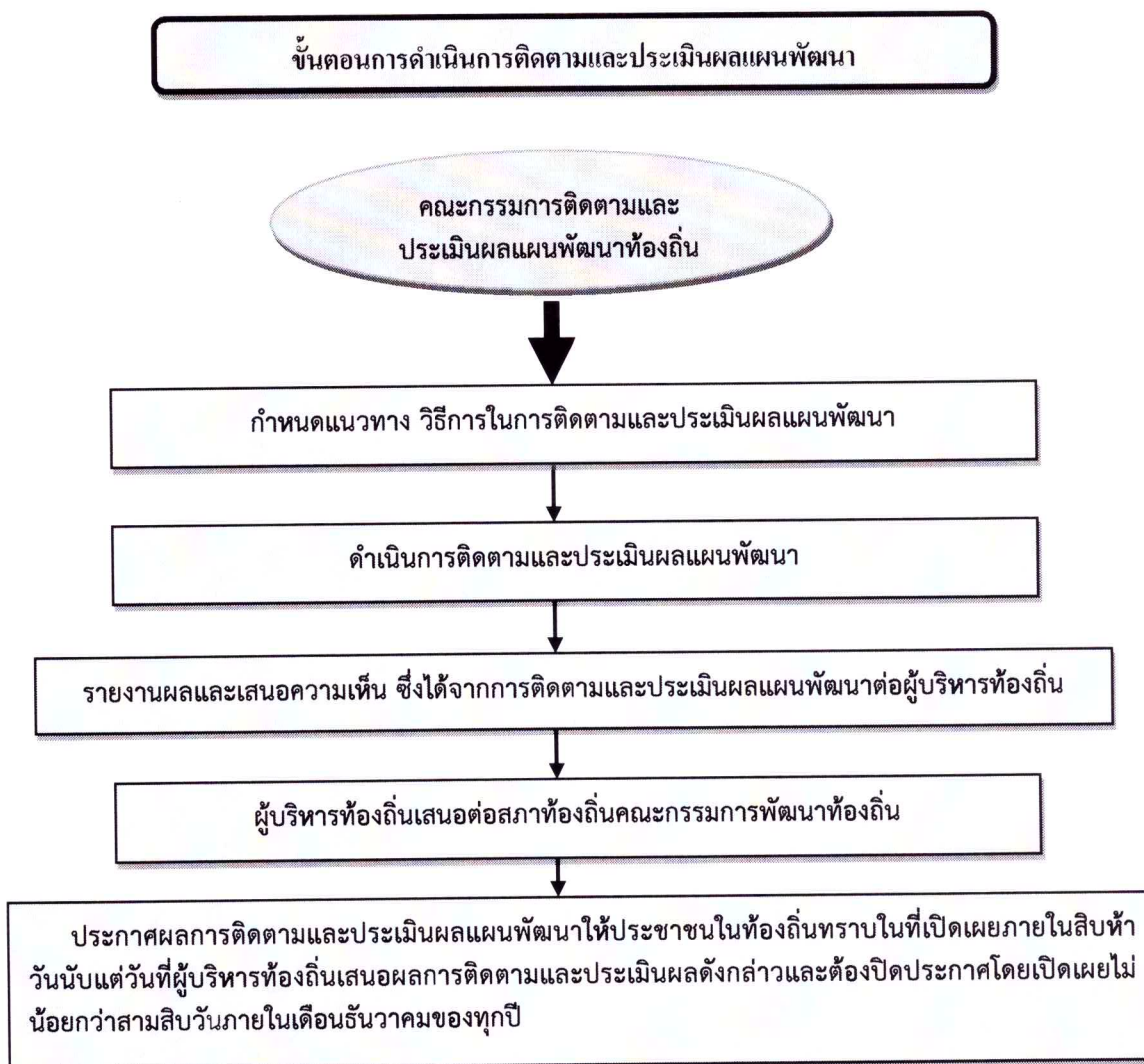 ขั้นตอนการดำเนินการติดตามและประเมินผลแผนพัฒนา
คณะกรรมการติดตามและ
ประเมินผลแผนพัฒนาท้องถิ่น
กำหนดแนวทาง วิธีการในการติดตามและประเมินผลแผนพัฒนา
ดำเนินการติดตามและประเมินผลแผนพัฒนา
รายงานผลและเสนอความเห็น ซึ่งได้จากการติดตามและประเมินผลแผนพัฒนาต่อผู้บริหารท้องถิ่น
ผู้บริหารท้องถิ่นเสนอต่อสภาท้องถิ่นคณะกรรมการพัฒนาท้องถิ่น
ประกาศผลการติดตามและประเมินผลแผนพัฒนาให้ประชาชนในท้องถิ่นทราบในที่เปิดเผยภายในสิบห้า
วันนับแต่วันที่ผู้บริหารท้องถิ่นเสนอผลการติดตามและประเมินผลดังกล่าวและต้องปิดประกาศโดยเปิดเผยไม่
น้อยกว่าสามสิบวันภายในเดือนธันวาคมของทุกปี